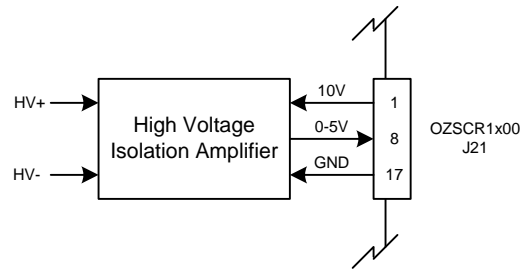 HV+
HV-
High Voltage
Isolation Amplifier
10V
0-5V
GND
1
8
17
OZSCR1x00
J21